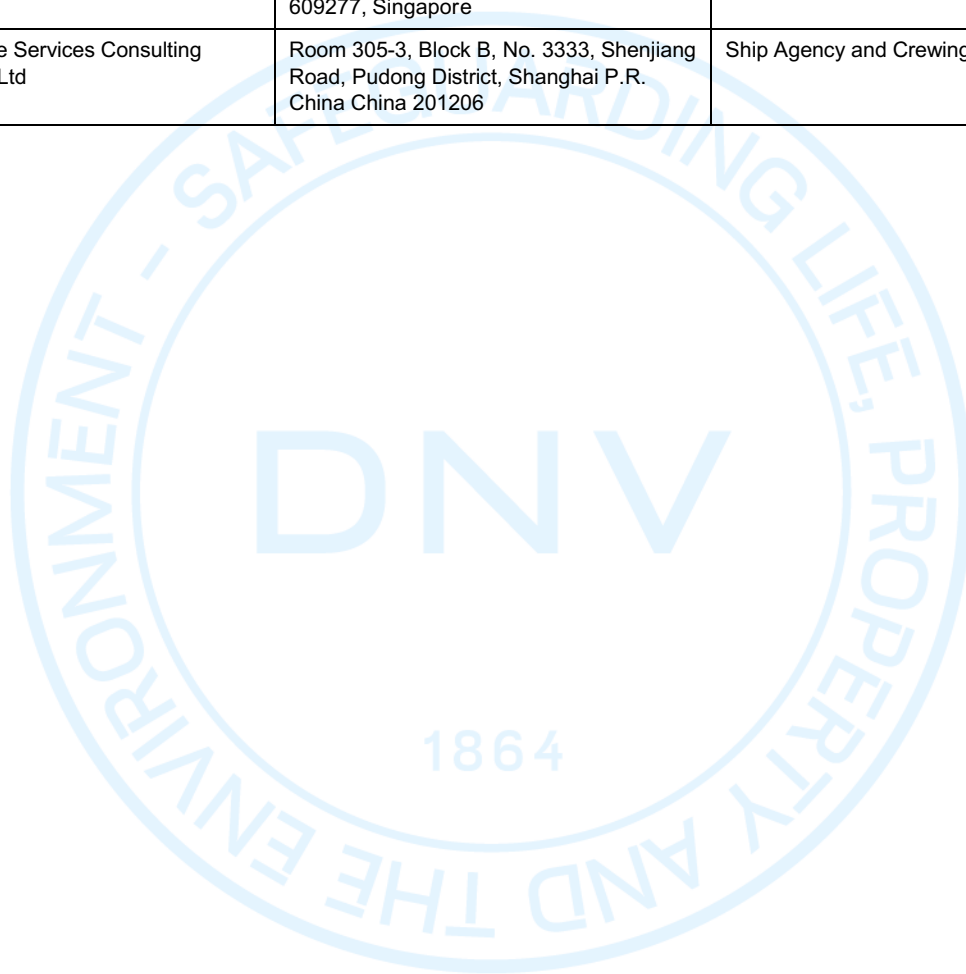 609277, Singapore
e Services Consulting
Ltd
Room 305-3, Block B, No. 3333, Shenjiang
Road, Pudong District, Shanghai P.R.
China China 201206
Ship Agency and Crewing
SAFEGUARDING LIFE, PROPERTY AND THE ENVIRONMENT -
DNV
1864